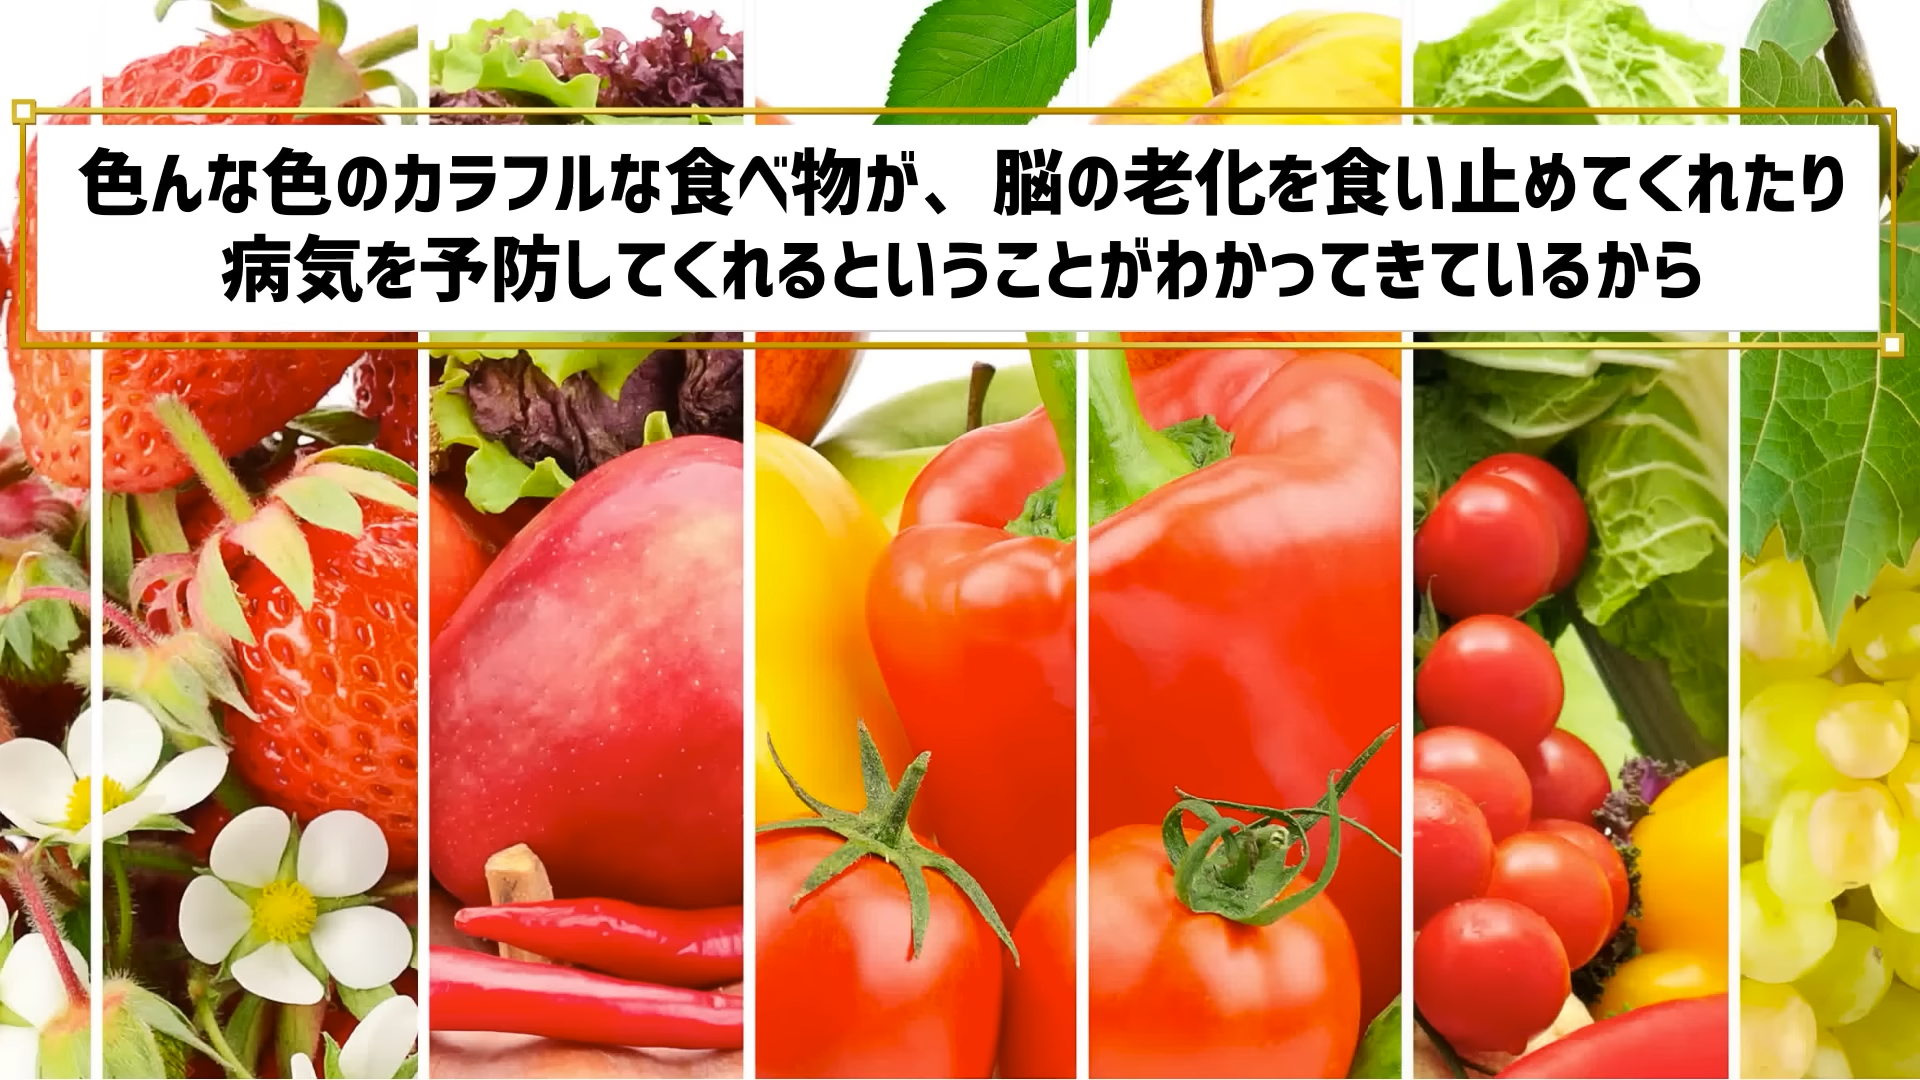 色んな色のカラフルな食べ物が、脳の老化を食い止めてくれたり
病気を予防してくれるということがわかってきているから